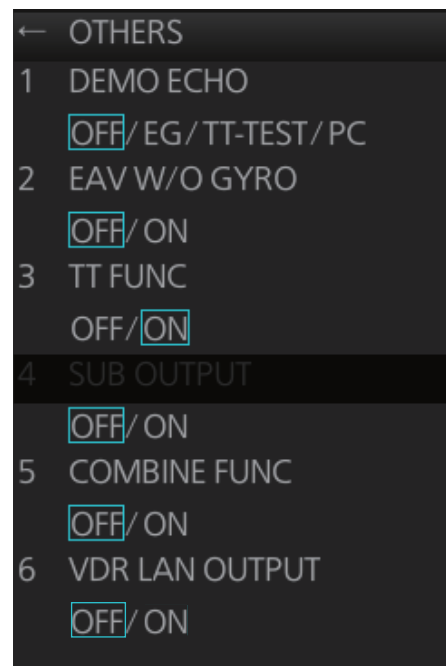 ← OTHERS
1 DEMO ECHO
OFF/ EG/ TT-TEST/ PC
2 EAV W/O GYRO
OFF/ ON
3 TT FUNC
OFF/ ON
4 SUB OUTPUT
OFF/ ON
5 COMBINE FUNC
OFF/ ON
6 VDR LAN OUTPUT
OFF/ ON